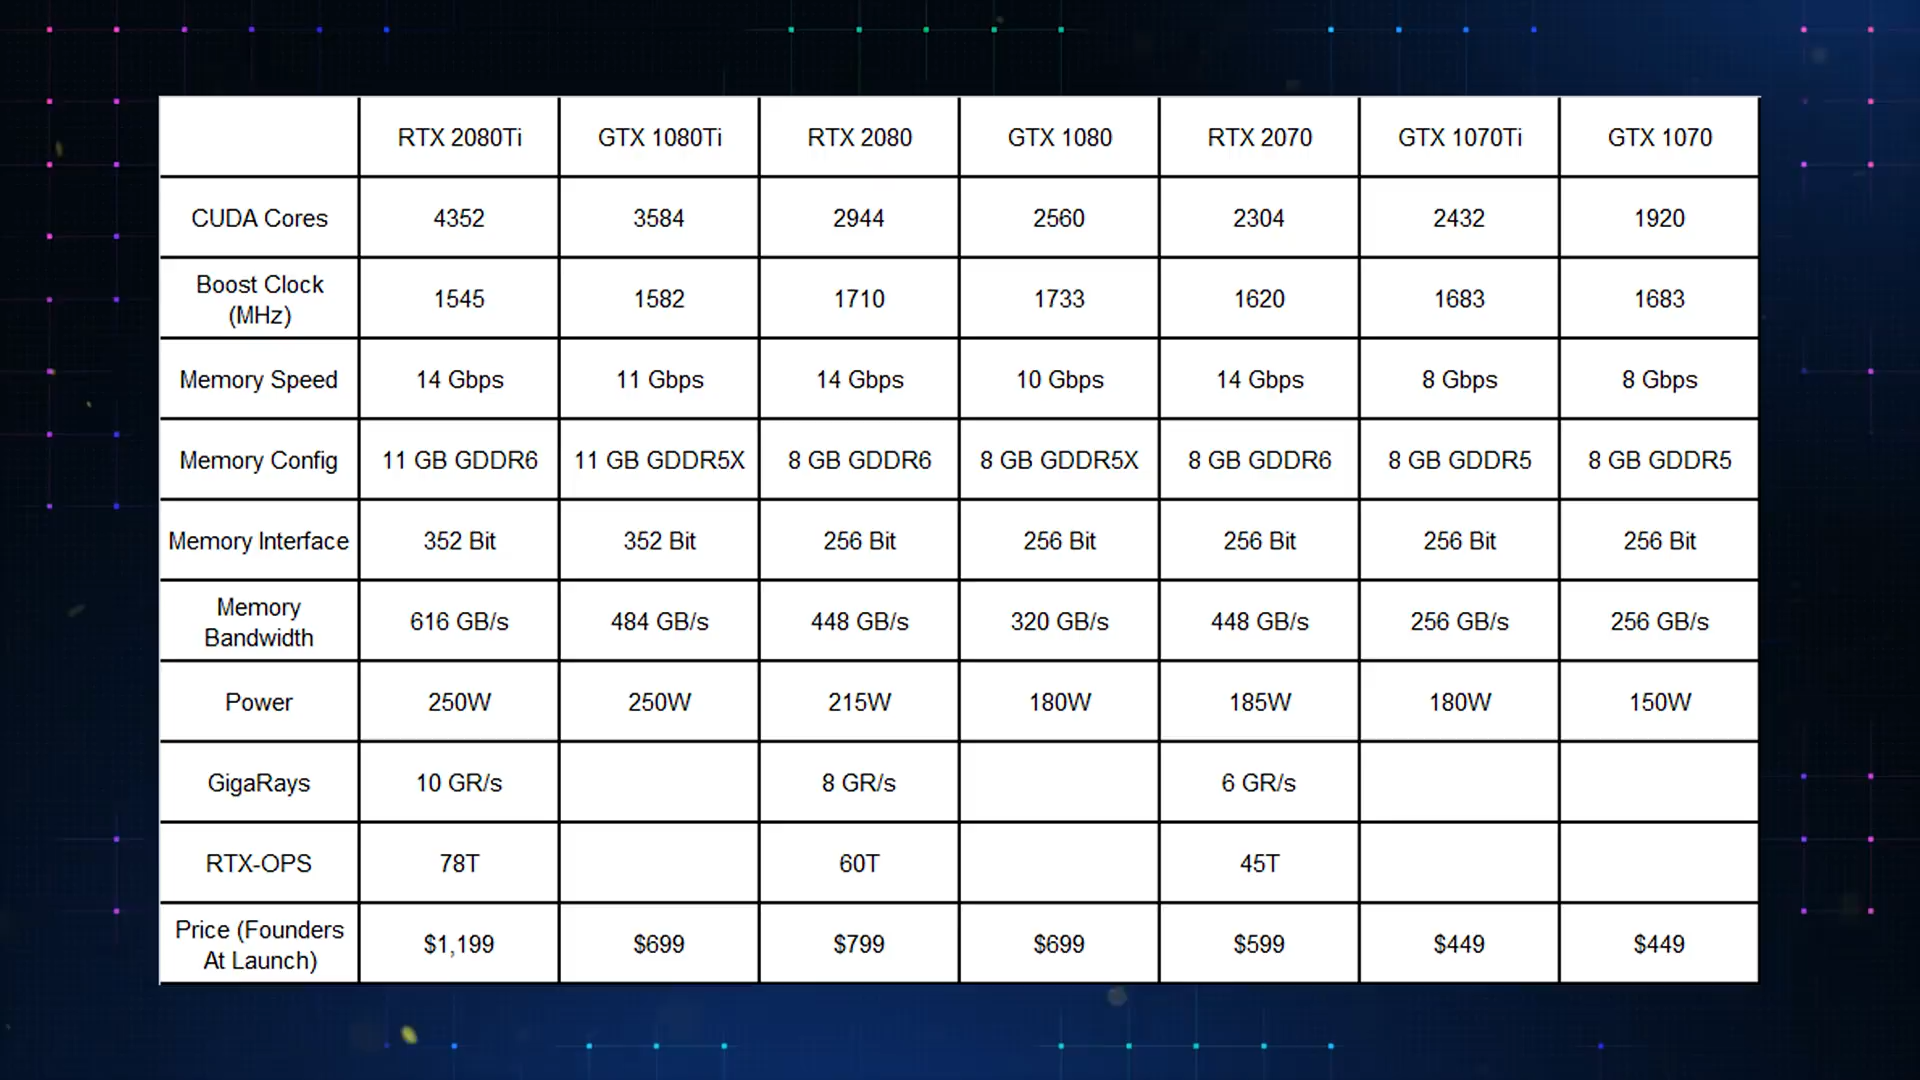 RTX 2080Ti GTX 1080Ti RTX 2080 GTX 1080 RTX 2070 GTX 1070Ti GTX 1070
CUDA Cores 4352 3584 2944 2560 2304 2432 1920
Boost Clock
(MHz) 1545 1582 1710 1733 1620 1683 1683
Memory Speed 14 Gbps 11 Gbps 14 Gbps 10 Gbps 14 Gbps 8 Gbps 8 Gbps
Memory Config 11 GB GDDR6 11 GB GDDR5X 8 GB GDDR6 8 GB GDDR5X 8 GB GDDR6 8 GB GDDR5 8 GB GDDR5
Memory Interface 352 Bit 352 Bit 256 Bit 256 Bit 256 Bit 256 Bit 256 Bit
Memory
Bandwidth 616 GB/s 484 GB/s 448 GB/s 320 GB/s 448 GB/s 256 GB/s 256 GB/s
Power 250W 250W 215W 180W 185W 180W 150W
GigaRays 10 GR/s 8 GR/s 6 GR/s
RTX-OPS 78T 60T 45T
Price (Founders
At Launch) $1,199 $699 $799 $699 $599 $449 $449